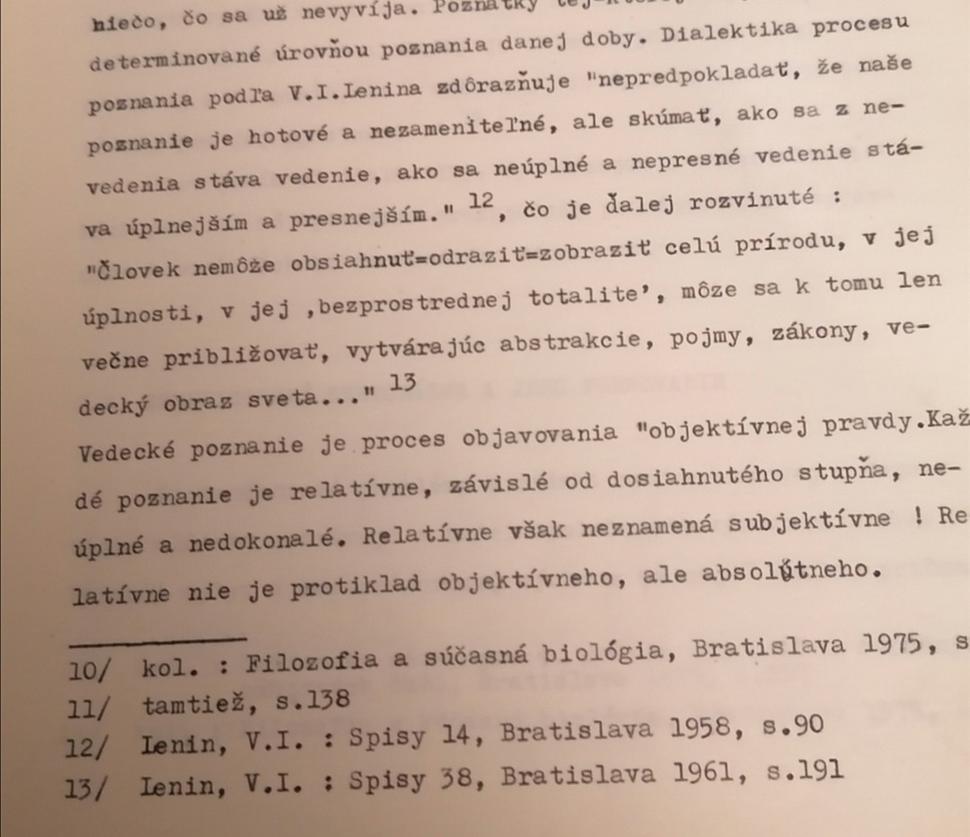 niečo, čo sa už nevyvíja. Poznatky
determinované úrovňou poznania danej doby. Dialektika procesu
poznania podľa V.I.Lenina zdôrazňuje "nepredpokladať, že naše
poznanie je hotové a nezameniteľné, ale skúmať, ako sa z ne-
vedenia stáva vedenie, ako sa neúplné a nepresné vedenie stá-
va úplnejším a presnejším." 12, čo je ďalej rozvinuté :
"Človek nemôže obsiahnuť=odraziť=zobraziť celú prírodu, v jej
úplnosti, v jej ,bezprostrednej totalite', môze sa k tomu len
večne približovať, vytvárajúc abstrakcie, pojmy, zákony, ve-
decký obraz sveta..." 13
Vedecké poznanie je proces objavovania "objektívnej pravdy.Kaž
dé poznanie je relatívne, závislé od dosiahnutého stupňa, ne-
úplné a nedokonalé. Relatívne však neznamená subjektívne ! Re
latívne nie je protiklad objektívneho, ale absolútneho.
10/ kol. : Filozofia a súčasná biológia, Bratislava 1975, s
11/ tamtiež, s.138
12/ Lenin, V.I. : Spisy 14, Bratislava 1958, s.90
13/ Lenin, V.I. : Spisy 38, Bratislava 1961, s.191